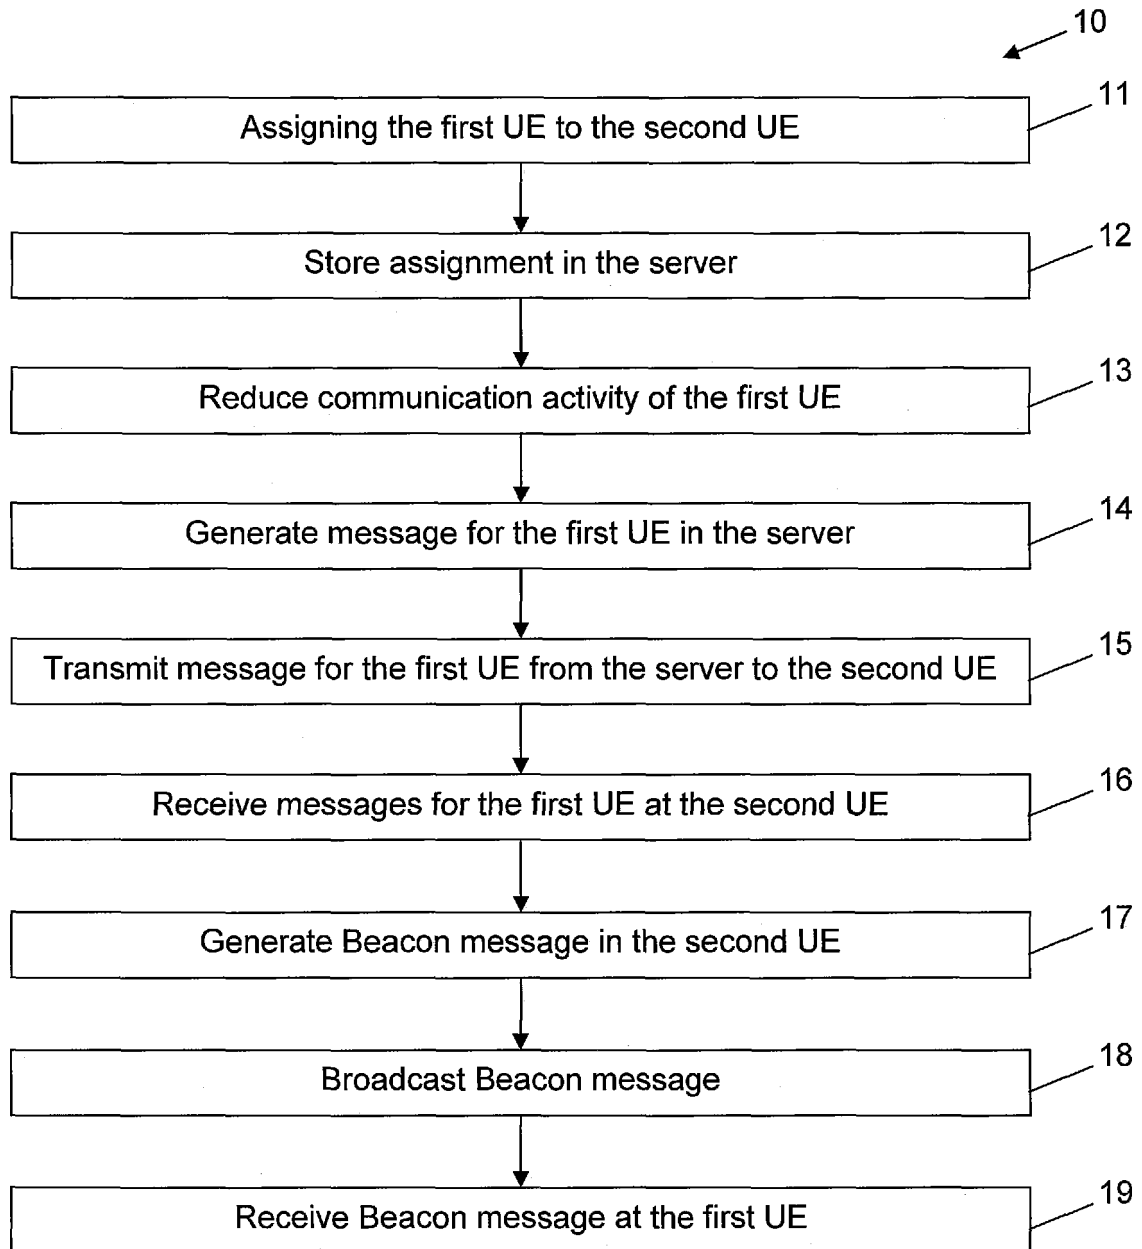 10
Assigning the first UE to the second UE
11
Store assignment in the server
12
Reduce communication activity of the first UE
13
Generate message for the first UE in the server
14
Transmit message for the first UE from the server to the second UE
15
Receive messages for the first UE at the second UE
16
Generate Beacon message in the second UE
17
Broadcast Beacon message
18
Receive Beacon message at the first UE
19